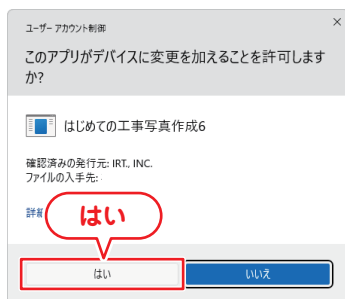 ユーザー アカウント制御
×
このアプリがデバイスに変更を加えることを許可します
か?
はじめての工事写真作成6
確認済みの発行元: IRT., INC.
ファイルの入手先:
はい
はい
いいえ